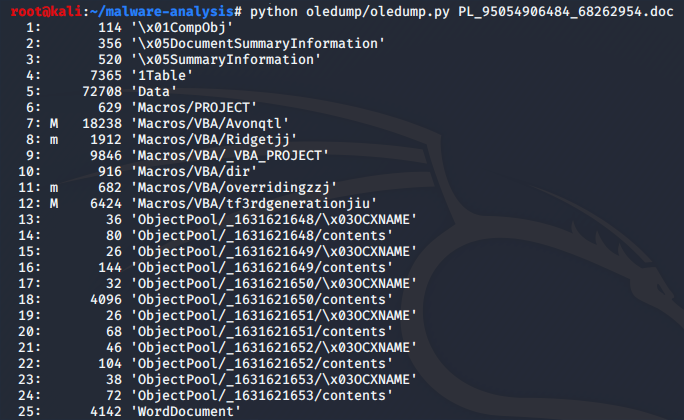 root@kali:~/malware-analysis# python oledump/oledump.py PL_95054906484_68262954.doc
1: 114 '\x01CompObj'
2: 356 '\x05DocumentSummaryInformation'
3: 520 '\x05SummaryInformation'
4: 7365 '1Table'
5: 72708 'Data'
6: 629 'Macros/PROJECT'
7: M 18238 'Macros/VBA/Avonqtl'
8: m 1912 'Macros/VBA/Ridgetjj'
9: 9846 'Macros/VBA/_VBA_PROJECT'
10: 916 'Macros/VBA/dir'
11: m 682 'Macros/VBA/overridingzzj'
12: M 6424 'Macros/VBA/tf3rdgenerationjiu'
13: 36 'ObjectPool/_1631621648/\x03OCXNAME'
14: 80 'ObjectPool/_1631621648/contents'
15: 26 'ObjectPool/_1631621649/\x03OCXNAME'
16: 144 'ObjectPool/_1631621649/contents'
17: 32 'ObjectPool/_1631621650/\x03OCXNAME'
18: 4096 'ObjectPool/_1631621650/contents'
19: 26 'ObjectPool/_1631621651/\x03OCXNAME'
20: 68 'ObjectPool/_1631621651/contents'
21: 46 'ObjectPool/_1631621652/\x03OCXNAME'
22: 104 'ObjectPool/_1631621652/contents'
23: 38 'ObjectPool/_1631621653/\x03OCXNAME'
24: 72 'ObjectPool/_1631621653/contents'
25: 4142 'WordDocument'